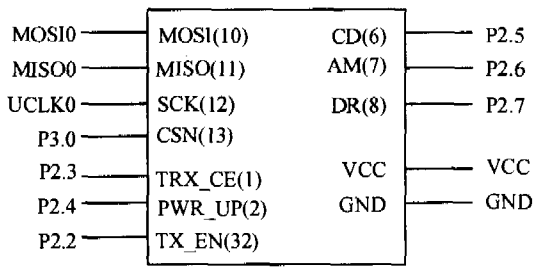 MOSI0 MOSI(10) CD(6) P2.5
MISO0 MISO(11) AM(7) P2.6
UCLK0 SCK(12) DR(8) P2.7
P3.0 CSN(13)
P2.3 TRX_CE(1) VCC VCC
P2.4 PWR_UP(2) GND GND
P2.2 TX_EN(32)